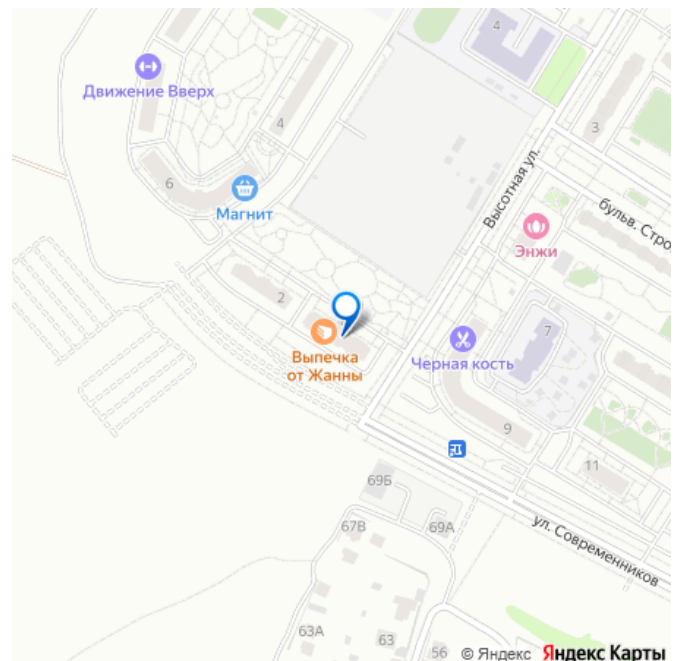 4
Движение Вверх
4
3
6
Магнит
Высотная ул.
бульв. Стро
Энжи
2
7
Выпечка
от Жанны
Черная кость
9
11
69Б
67В
69А
ул. Современников
63А
63
56
© Яндекс Яндекс Карты